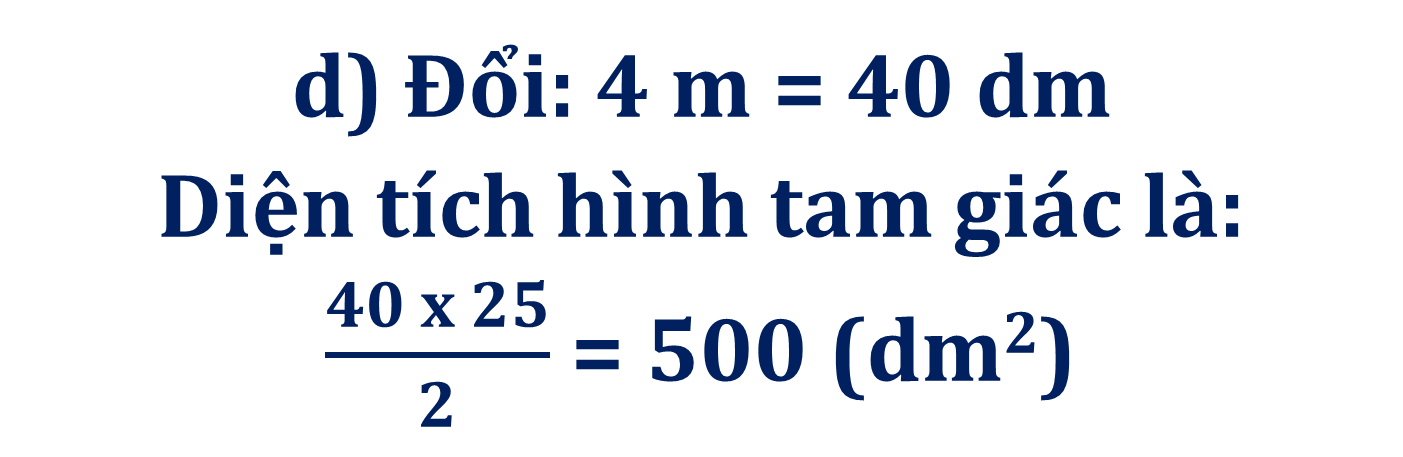 d) Đổi: 4 m = 40 dm
Diện tích hình tam giác là:
40 x 25
2
= 500 (dm²)